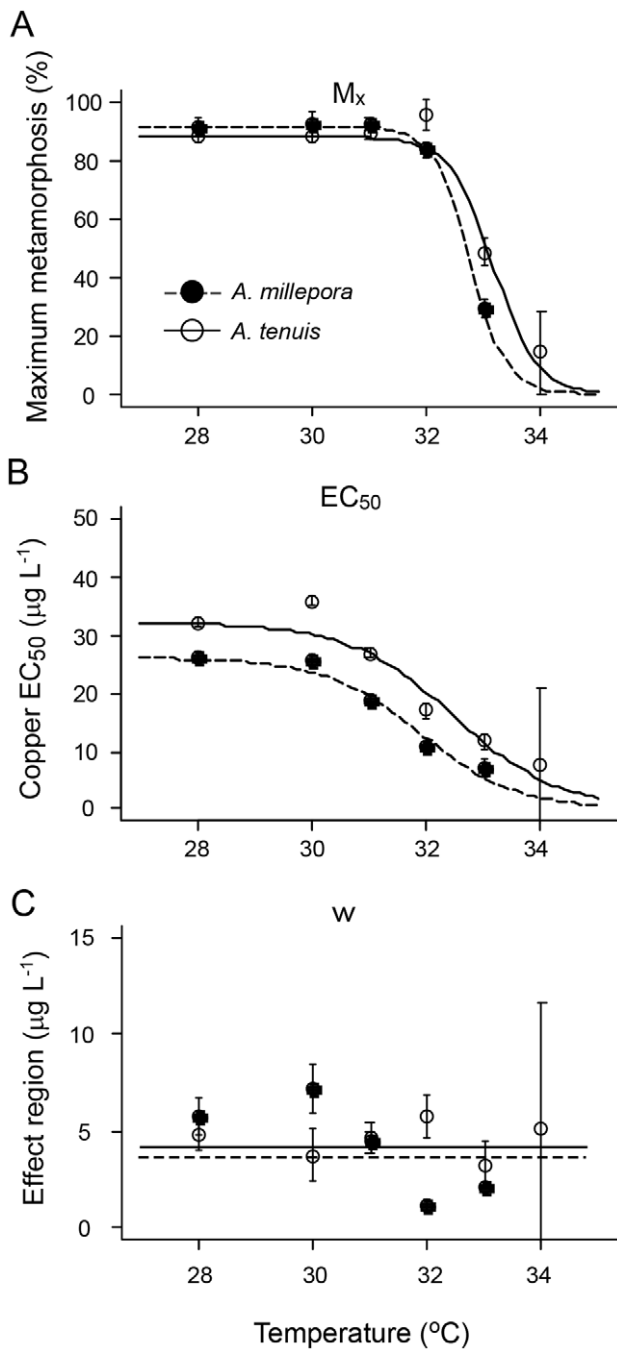 A
Mₓ
Maximum metamorphosis (%)
100
80
60
40
20
0
A. millepora
A. tenuis
28
30
32
34
B
EC₅₀
Copper EC₅₀ (µg L⁻¹)
50
40
30
20
10
0
28
30
32
34
C
w
Effect region (µg L⁻¹)
15
10
5
0
28
30
32
34
Temperature (ºC)